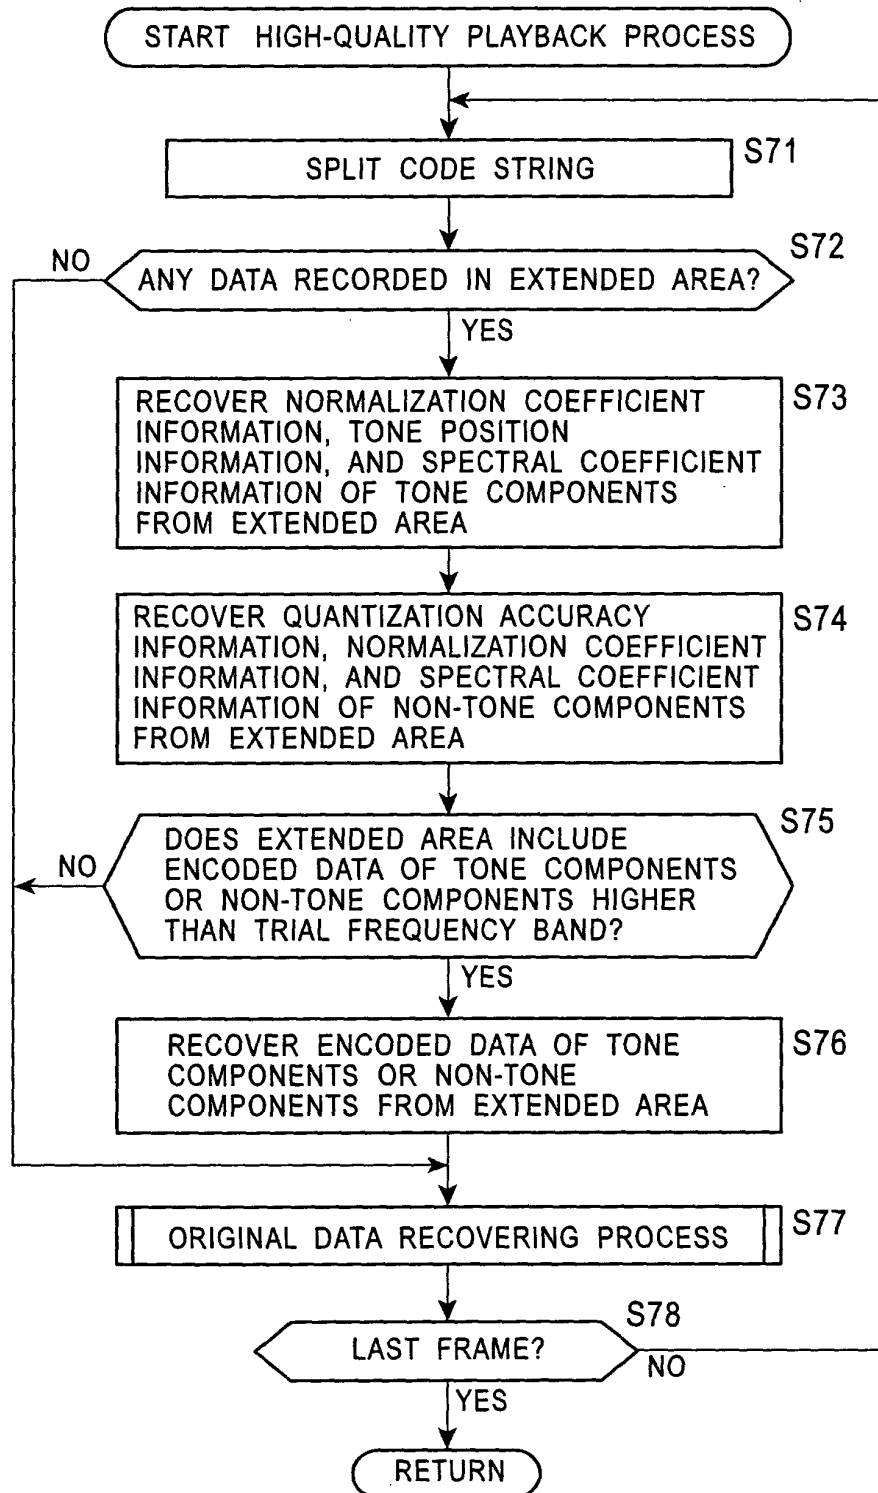 START HIGH-QUALITY PLAYBACK PROCESS
SPLIT CODE STRING
S71
S72
NO
ANY DATA RECORDED IN EXTENDED AREA?
YES
RECOVER NORMALIZATION COEFFICIENT
INFORMATION, TONE POSITION
INFORMATION, AND SPECTRAL COEFFICIENT
INFORMATION OF TONE COMPONENTS
FROM EXTENDED AREA
S73
RECOVER QUANTIZATION ACCURACY
INFORMATION, NORMALIZATION COEFFICIENT
INFORMATION, AND SPECTRAL COEFFICIENT
INFORMATION OF NON-TONE COMPONENTS
FROM EXTENDED AREA
S74
S75
NO
DOES EXTENDED AREA INCLUDE
ENCODED DATA OF TONE COMPONENTS
OR NON-TONE COMPONENTS HIGHER
THAN TRIAL FREQUENCY BAND?
YES
RECOVER ENCODED DATA OF TONE
COMPONENTS OR NON-TONE
COMPONENTS FROM EXTENDED AREA
S76
ORIGINAL DATA RECOVERING PROCESS
S77
S78
LAST FRAME?
NO
YES
RETURN